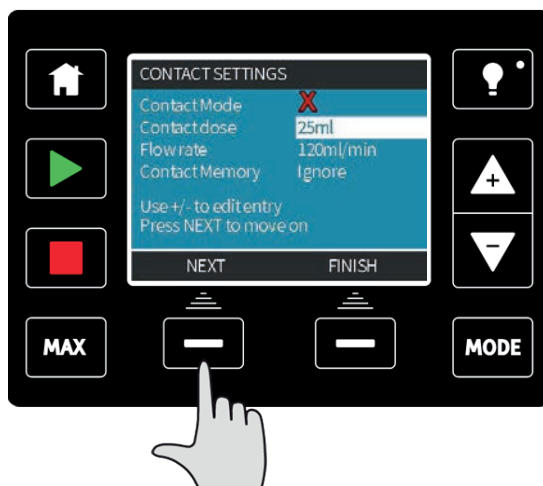 CONTACT SETTINGS
Contact Mode X
Contact dose 25ml
Flow rate 120ml/min
Contact Memory Ignore
Use +/- to edit entry
Press NEXT to move on
NEXT FINISH
+
-
MAX
MODE